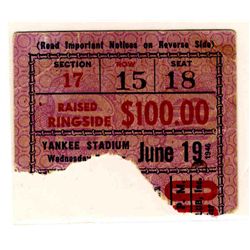 (Read Important Notices on Reverse Side)
SECTION ROW SEAT
17 15 18
RAISED RINGSIDE $100.00
YANKEE STADIUM
Wednesday June 19 1946